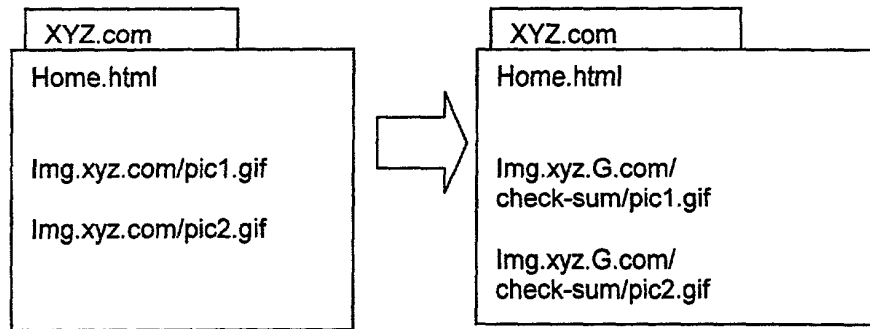 XYZ.com
Home.html
Img.xyz.com/pic1.gif
Img.xyz.com/pic2.gif
XYZ.com
Home.html
Img.xyz.G.com/
check-sum/pic1.gif
Img.xyz.G.com/
check-sum/pic2.gif